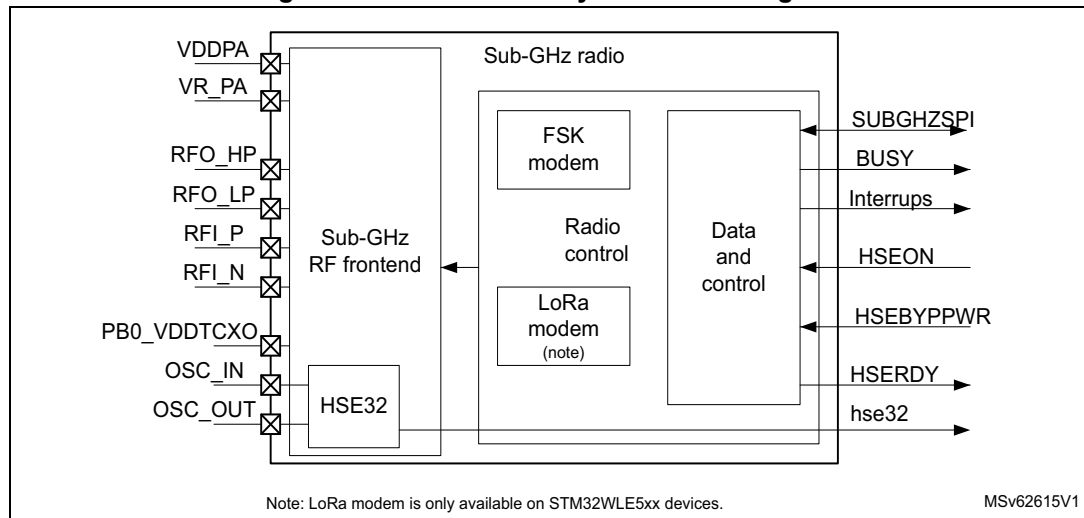 VDDPA
VR_PA
RFO_HP
RFO_LP
RFI_P
RFI_N
PB0_VDDTCXO
OSC_IN
OSC_OUT
Sub-GHz
RF frontend
HSE32
Sub-GHz radio
FSK
modem
Radio
control
LoRa
modem
(note)
Data
and
control
SUBGHZSPI
BUSY
Interrups
HSEON
HSEBYPPWR
HSERDY
hse32
Note: LoRa modem is only available on STM32WLE5xx devices.
MSv62615V1